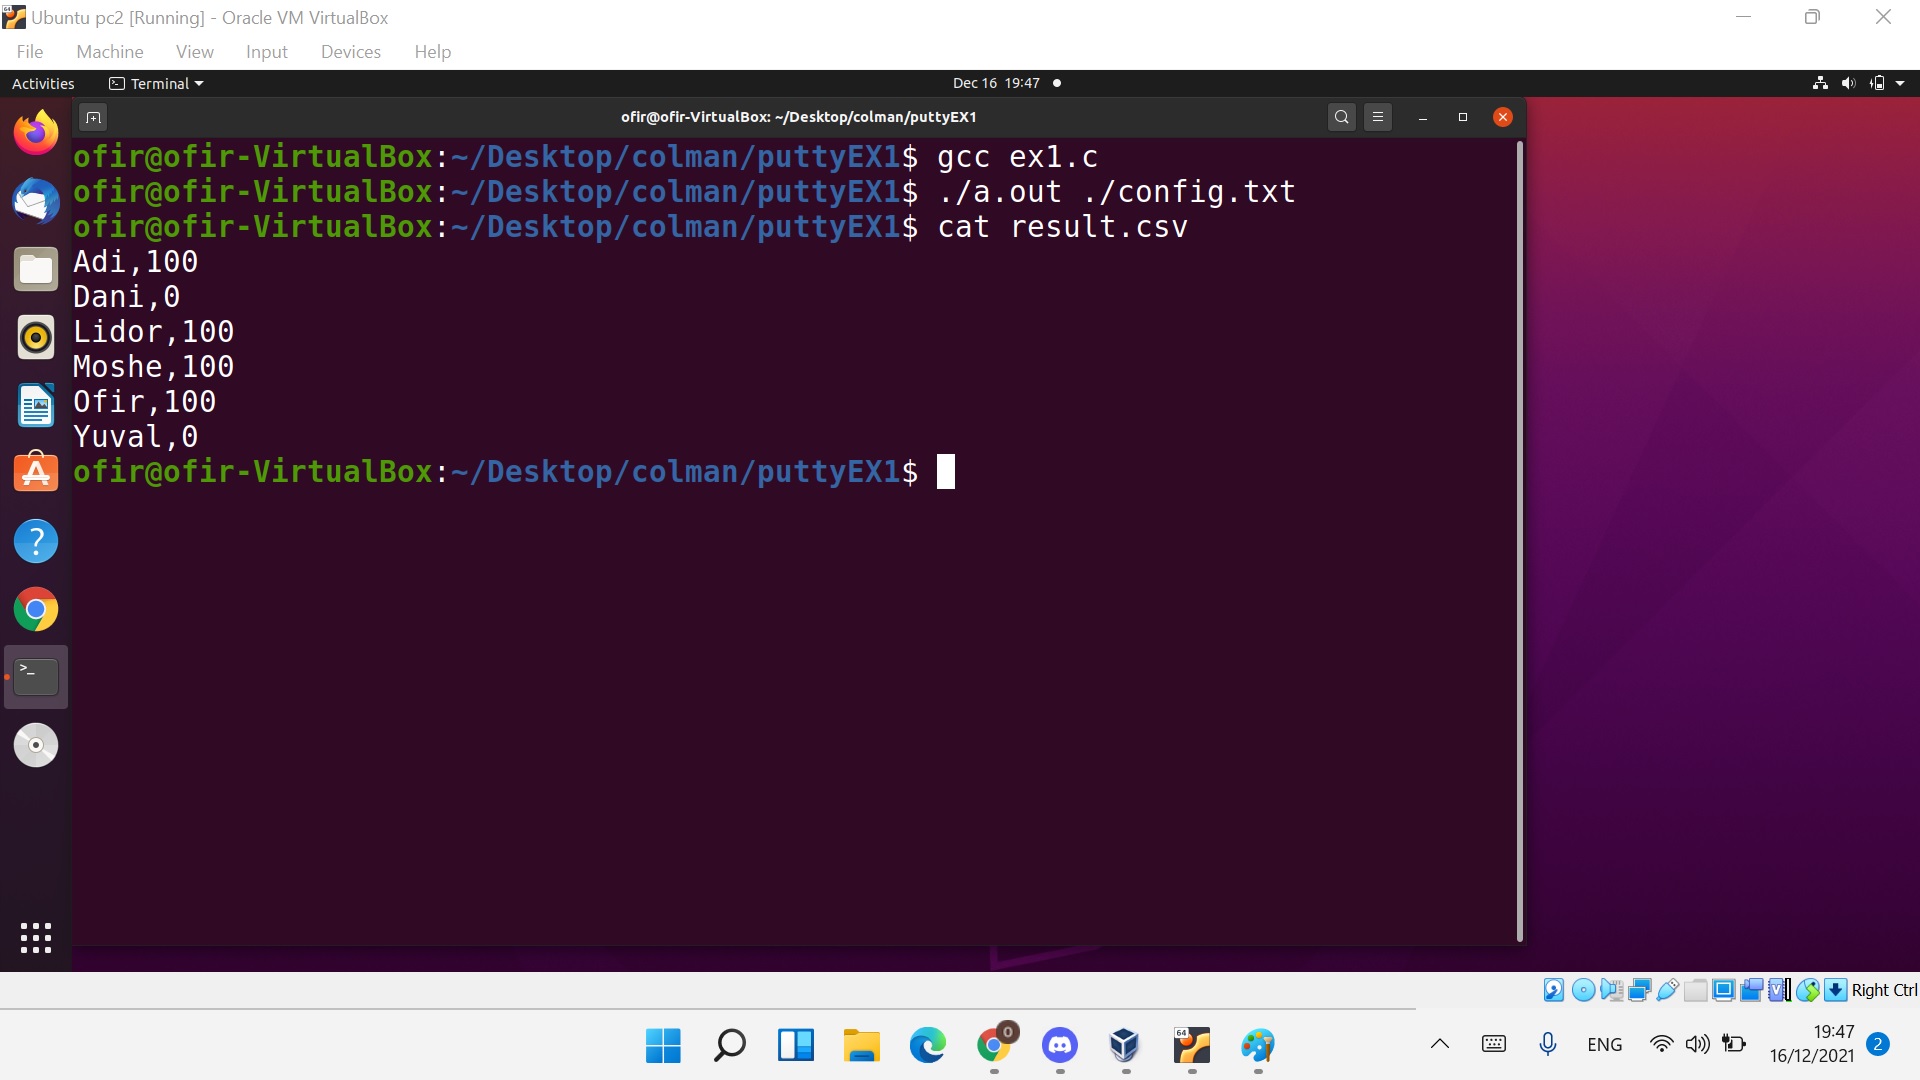 Ubuntu pc2 [Running] - Oracle VM VirtualBox
File Machine View Input Devices Help
Activities Terminal Dec 16 19:47
ofir@ofir-VirtualBox: ~/Desktop/colman/puttyEX1
ofir@ofir-VirtualBox:~/Desktop/colman/puttyEX1$ gcc ex1.c
ofir@ofir-VirtualBox:~/Desktop/colman/puttyEX1$ ./a.out ./config.txt
ofir@ofir-VirtualBox:~/Desktop/colman/puttyEX1$ cat result.csv
Adi,100
Dani,0
Lidor,100
Moshe,100
Ofir,100
Yuval,0
ofir@ofir-VirtualBox:~/Desktop/colman/puttyEX1$
Right Ctrl
64
0
ENG
19:47
16/12/2021
2